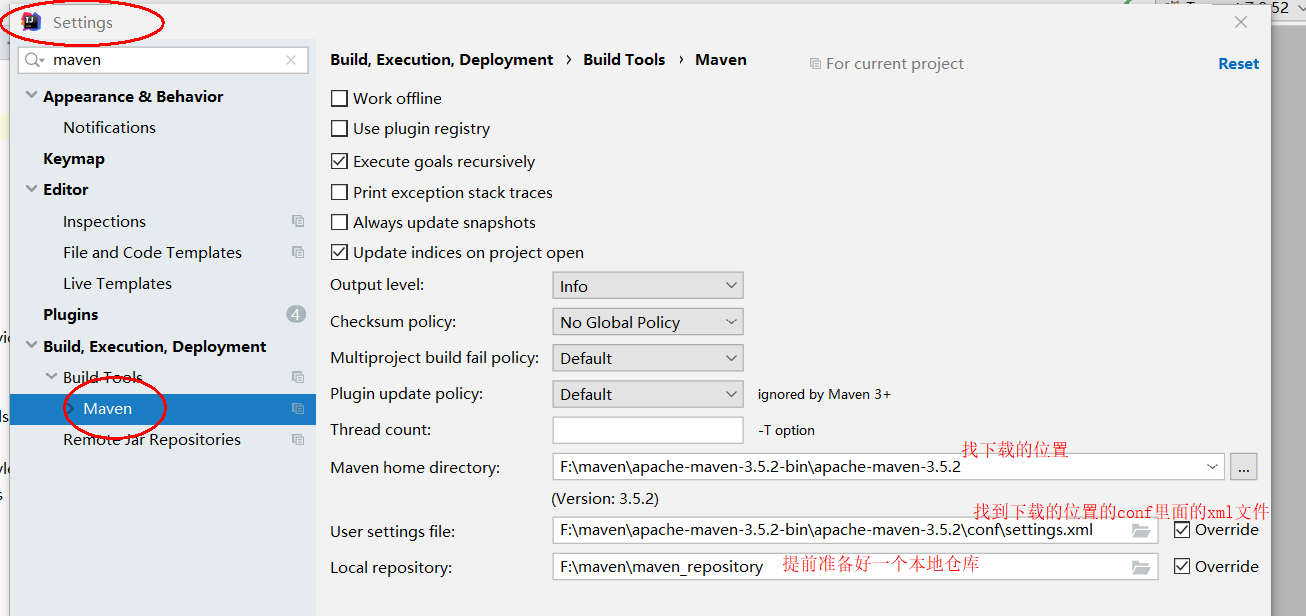 Settings
maven
Appearance & Behavior
Notifications
Keymap
Editor
Inspections
File and Code Templates
Live Templates
Plugins 4
Build, Execution, Deployment
Build Tools
Maven
Remote Jar Repositories
Build, Execution, Deployment › Build Tools › Maven
For current project
Reset
Work offline
Use plugin registry
Execute goals recursively
Print exception stack traces
Always update snapshots
Update indices on project open
Output level: Info
Checksum policy: No Global Policy
Multiproject build fail policy: Default
Plugin update policy: Default ignored by Maven 3+
Thread count: -T option
找下载的位置
Maven home directory: F:\maven\apache-maven-3.5.2-bin\apache-maven-3.5.2 ...
(Version: 3.5.2)
找到下载的位置的conf里面的xml文件
User settings file: F:\maven\apache-maven-3.5.2-bin\apache-maven-3.5.2\conf\settings.xml Override
Local repository: F:\maven\maven_repository 提前准备好一个本地仓库 Override